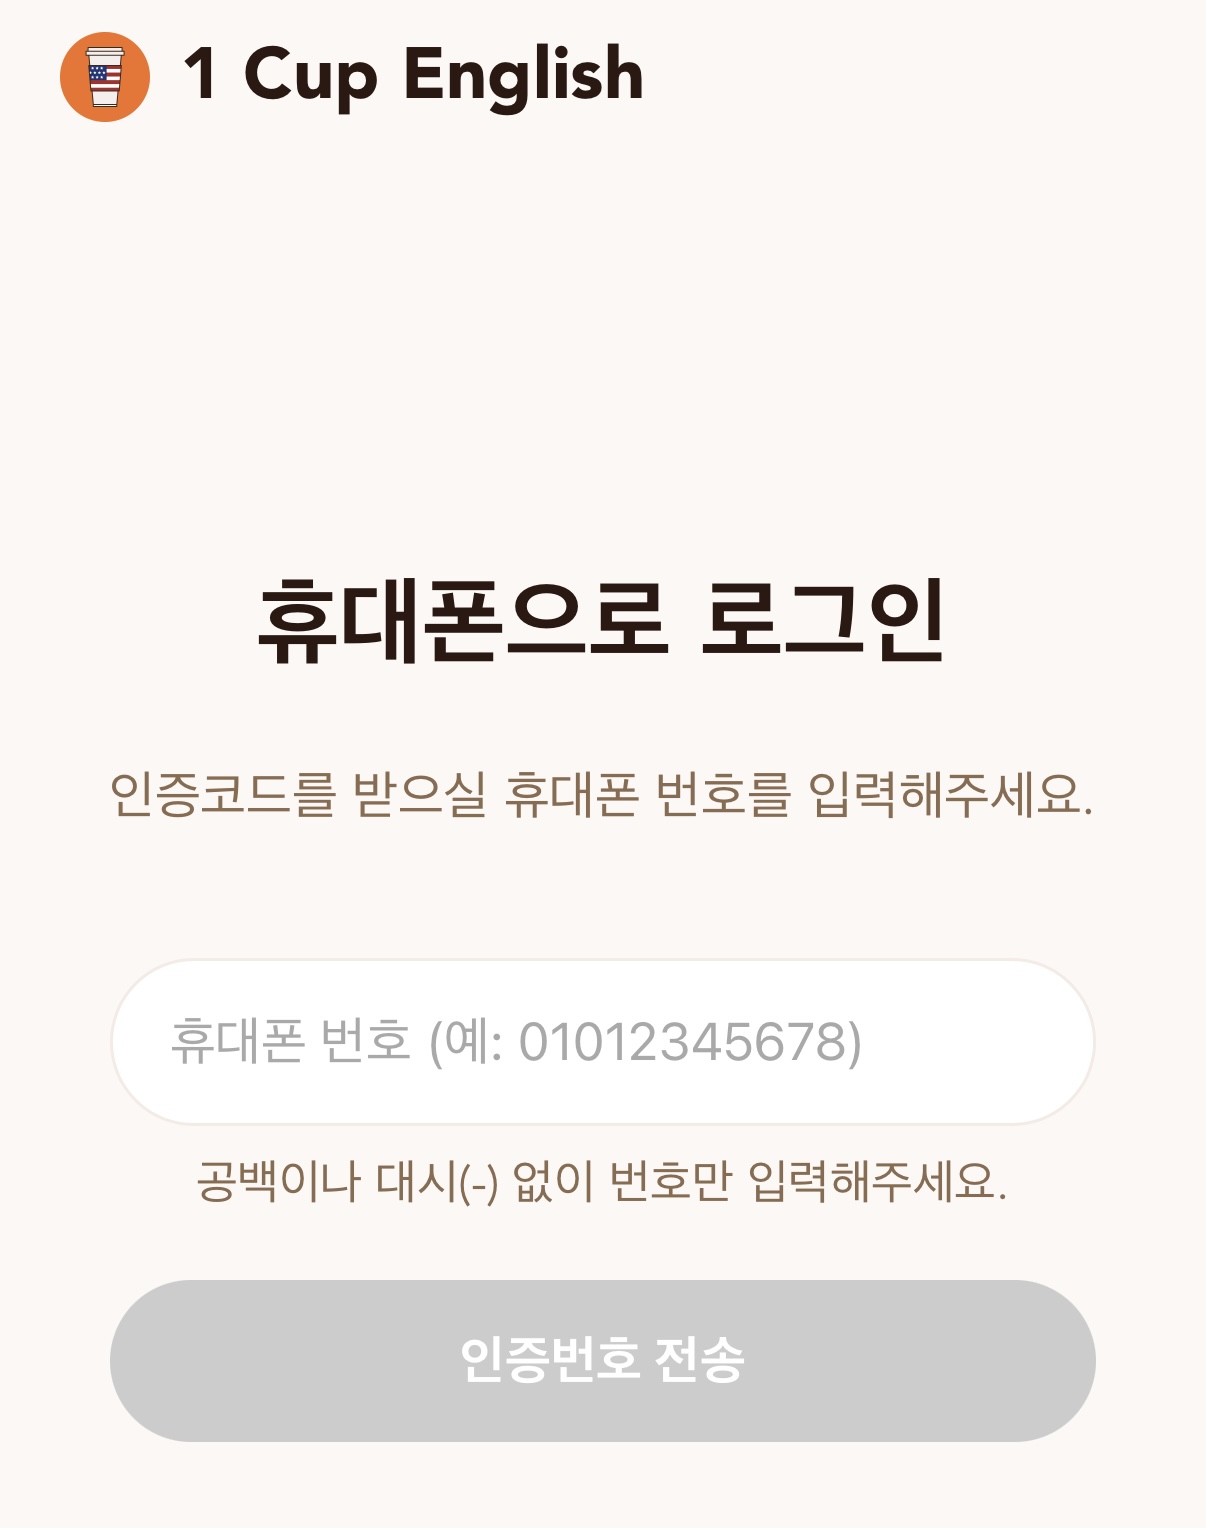 1 Cup English
휴대폰으로 로그인
인증코드를 받으실 휴대폰 번호를 입력해주세요.
휴대폰 번호 (예: 01012345678)
공백이나 대시(-) 없이 번호만 입력해주세요.
인증번호 전송